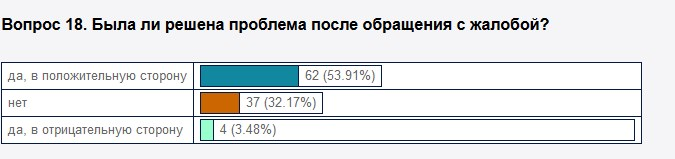 Вопрос 18. Была ли решена проблема после обращения с жалобой?
да, в положительную сторону 62 (53.91%)
нет 37 (32.17%)
да, в отрицательную сторону 4 (3.48%)